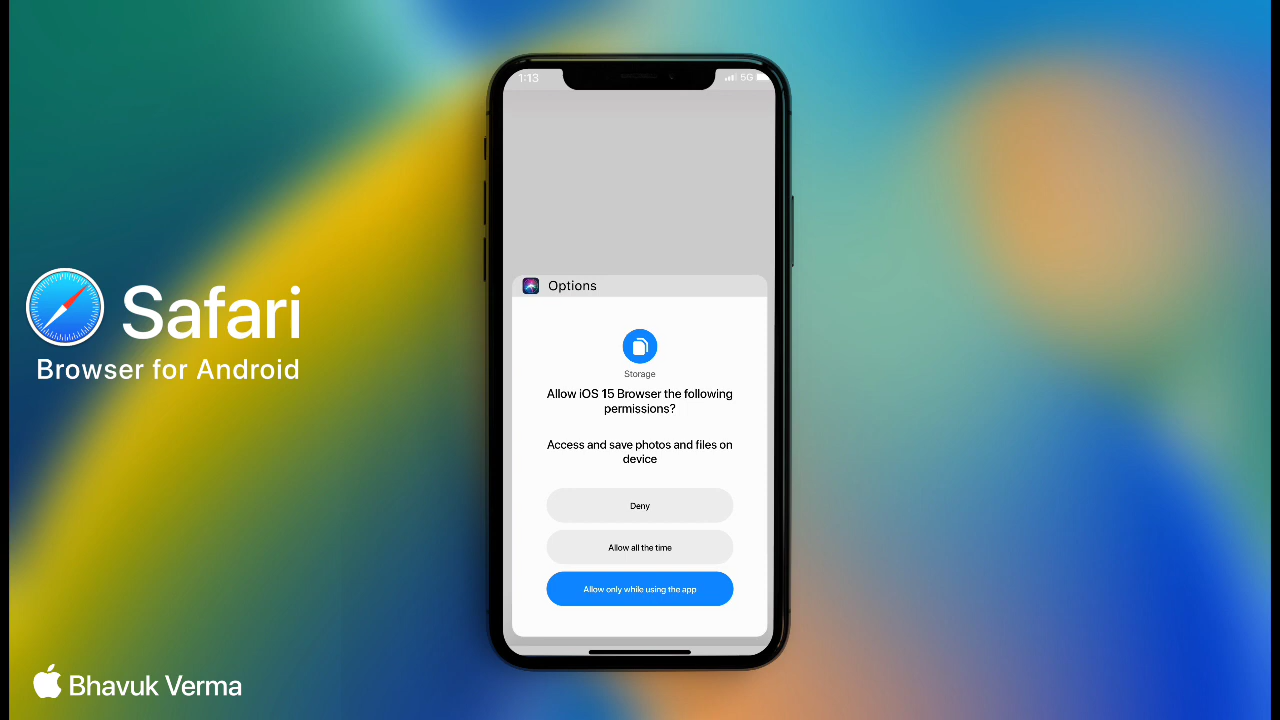 1:13
5G
Options
Storage
Allow iOS 15 Browser the following
permissions?
Access and save photos and files on
device
Deny
Allow all the time
Allow only while using the app
Safari
Browser for Android
Bhavuk Verma